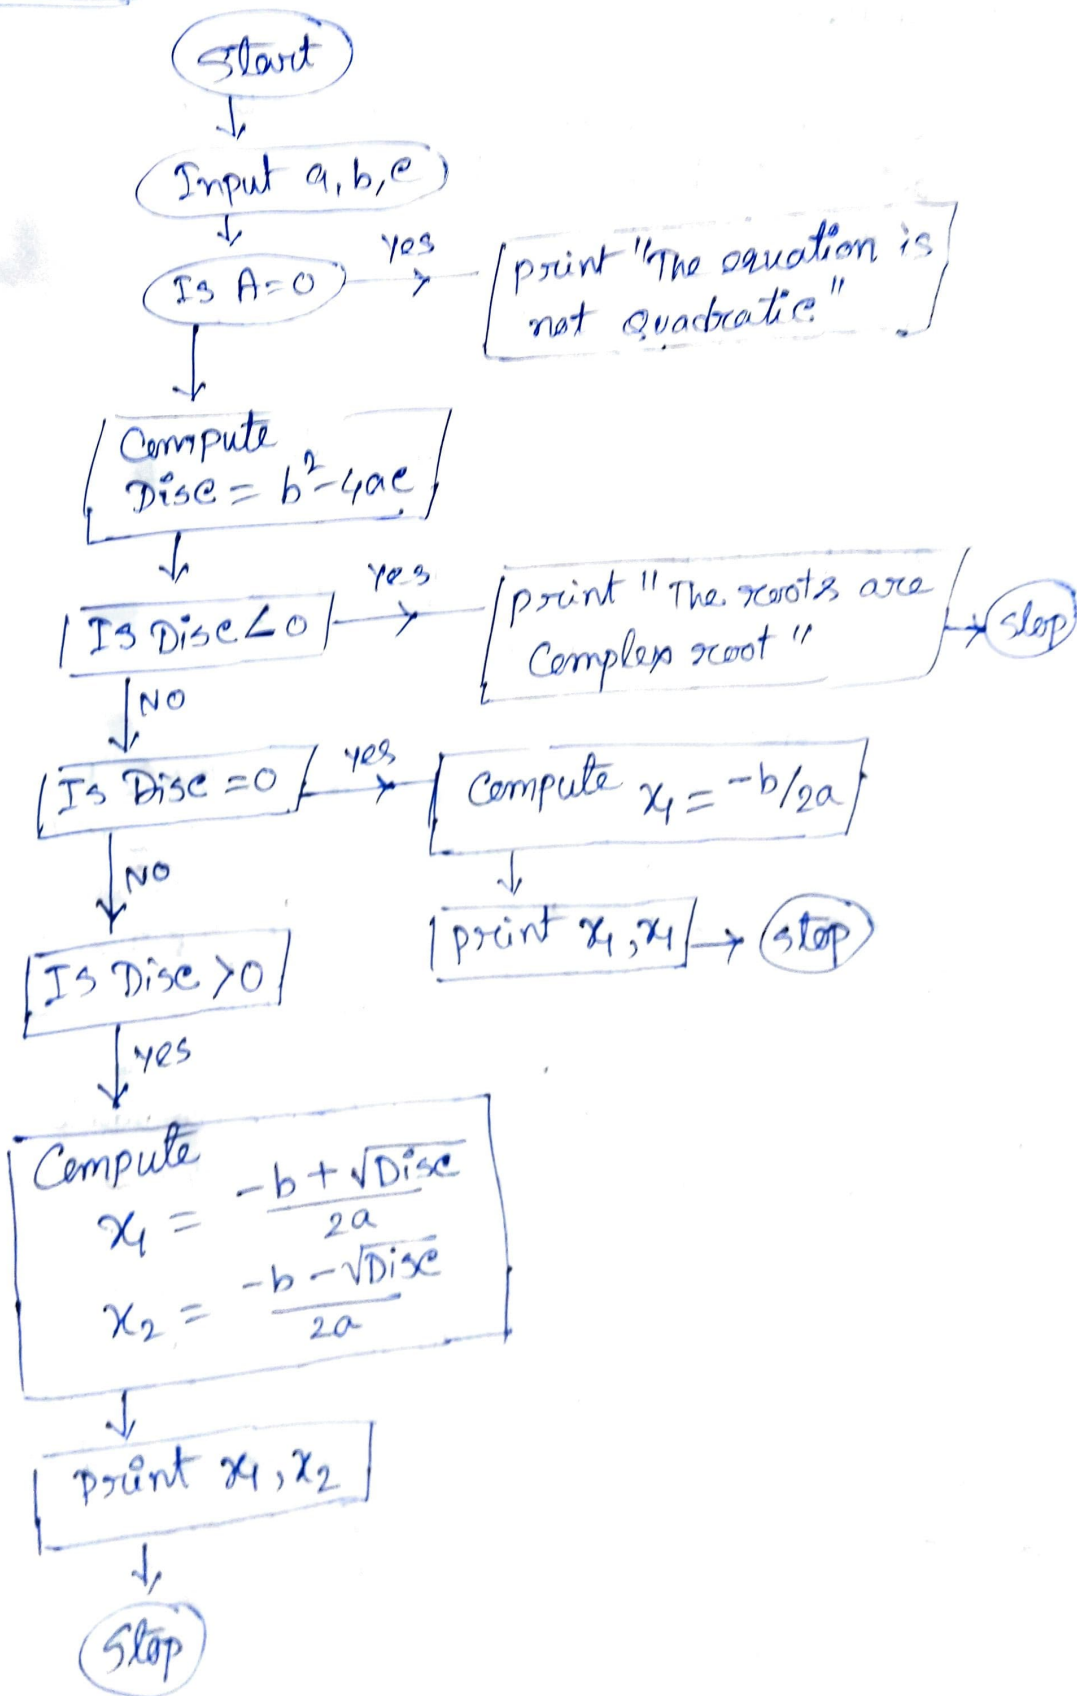 Start
Input a, b, c
Is A=0
Yes
print "The equation is
not Quadratic"
Compute
Disc = b²-4ac
Is Disc<0
Yes
print "The roots are
Complex root"
Stop
NO
Is Disc =0
Yes
Compute x₁ = -b/2a
print x₁, x₁
Stop
NO
Is Disc >0
Yes
Compute
x₁ = -b + √Disc / 2a
x₂ = -b - √Disc / 2a
print x₁, x₂
Stop